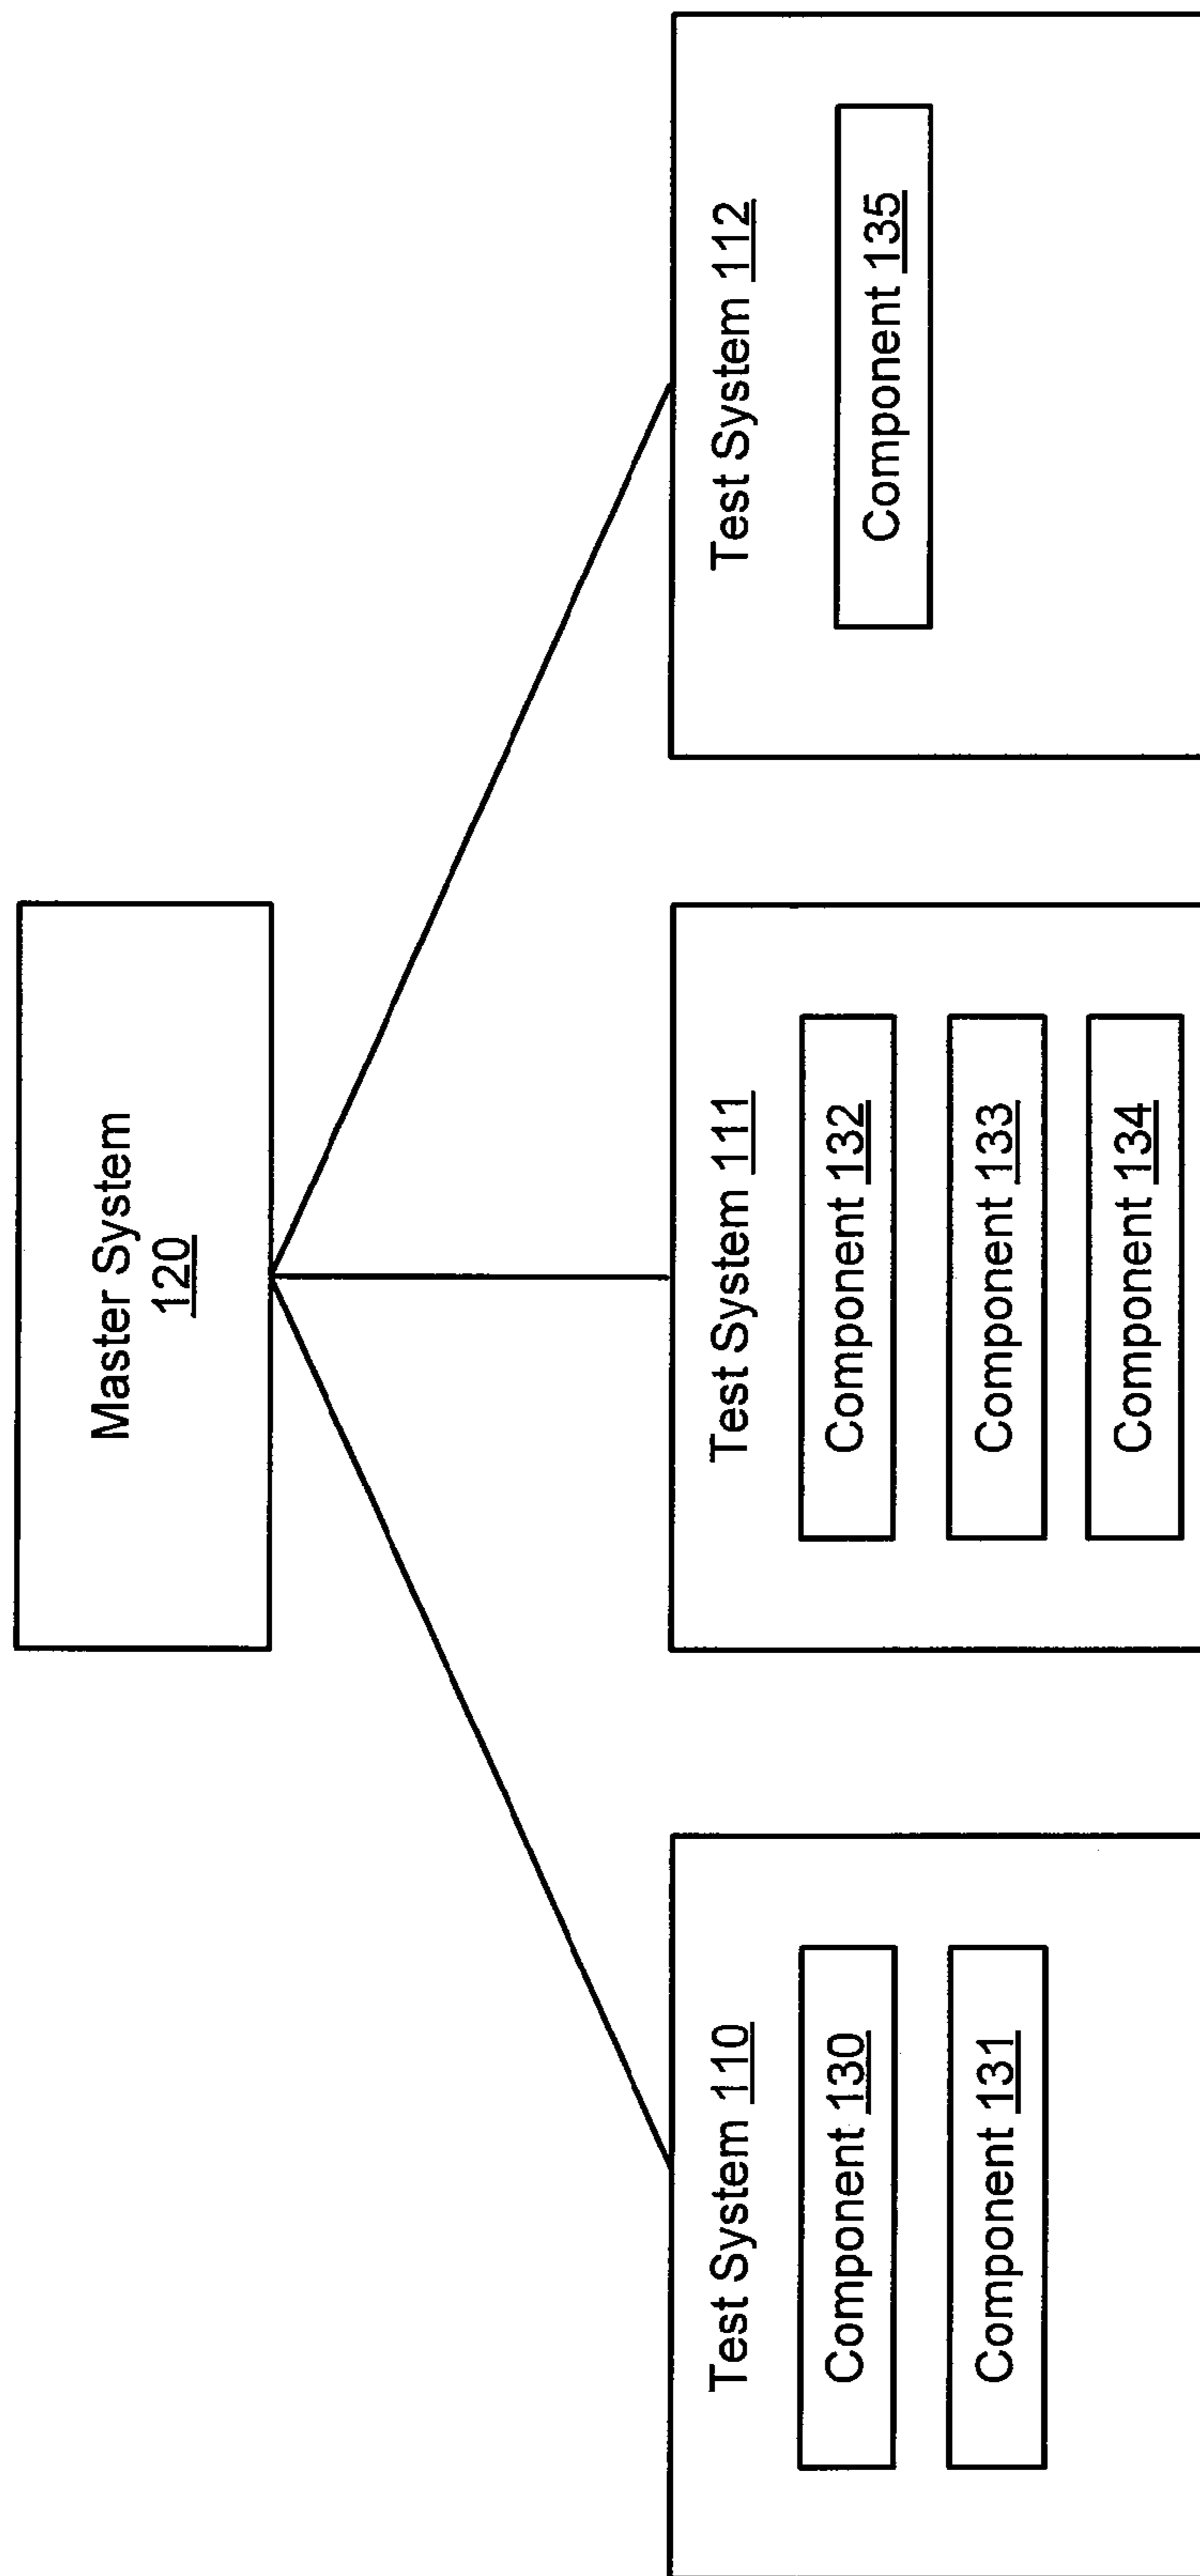 Master System
120
Test System 110
Component 130
Component 131
Test System 111
Component 132
Component 133
Component 134
Test System 112
Component 135